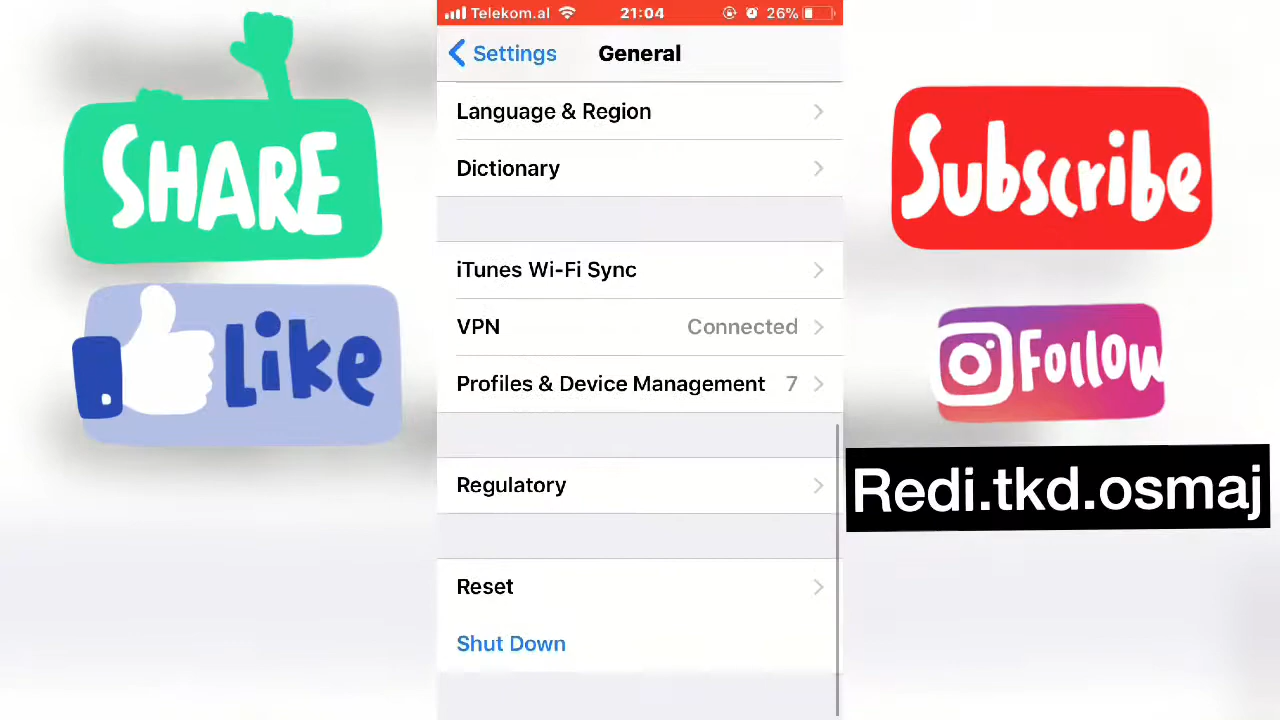 SHARE
Like
Telekom.al 21:04 26%
Settings General
Language & Region
Dictionary
iTunes Wi-Fi Sync
VPN Connected
Profiles & Device Management 7
Regulatory
Reset
Shut Down
Subscribe
Follow
Redi.tkd.osmaj